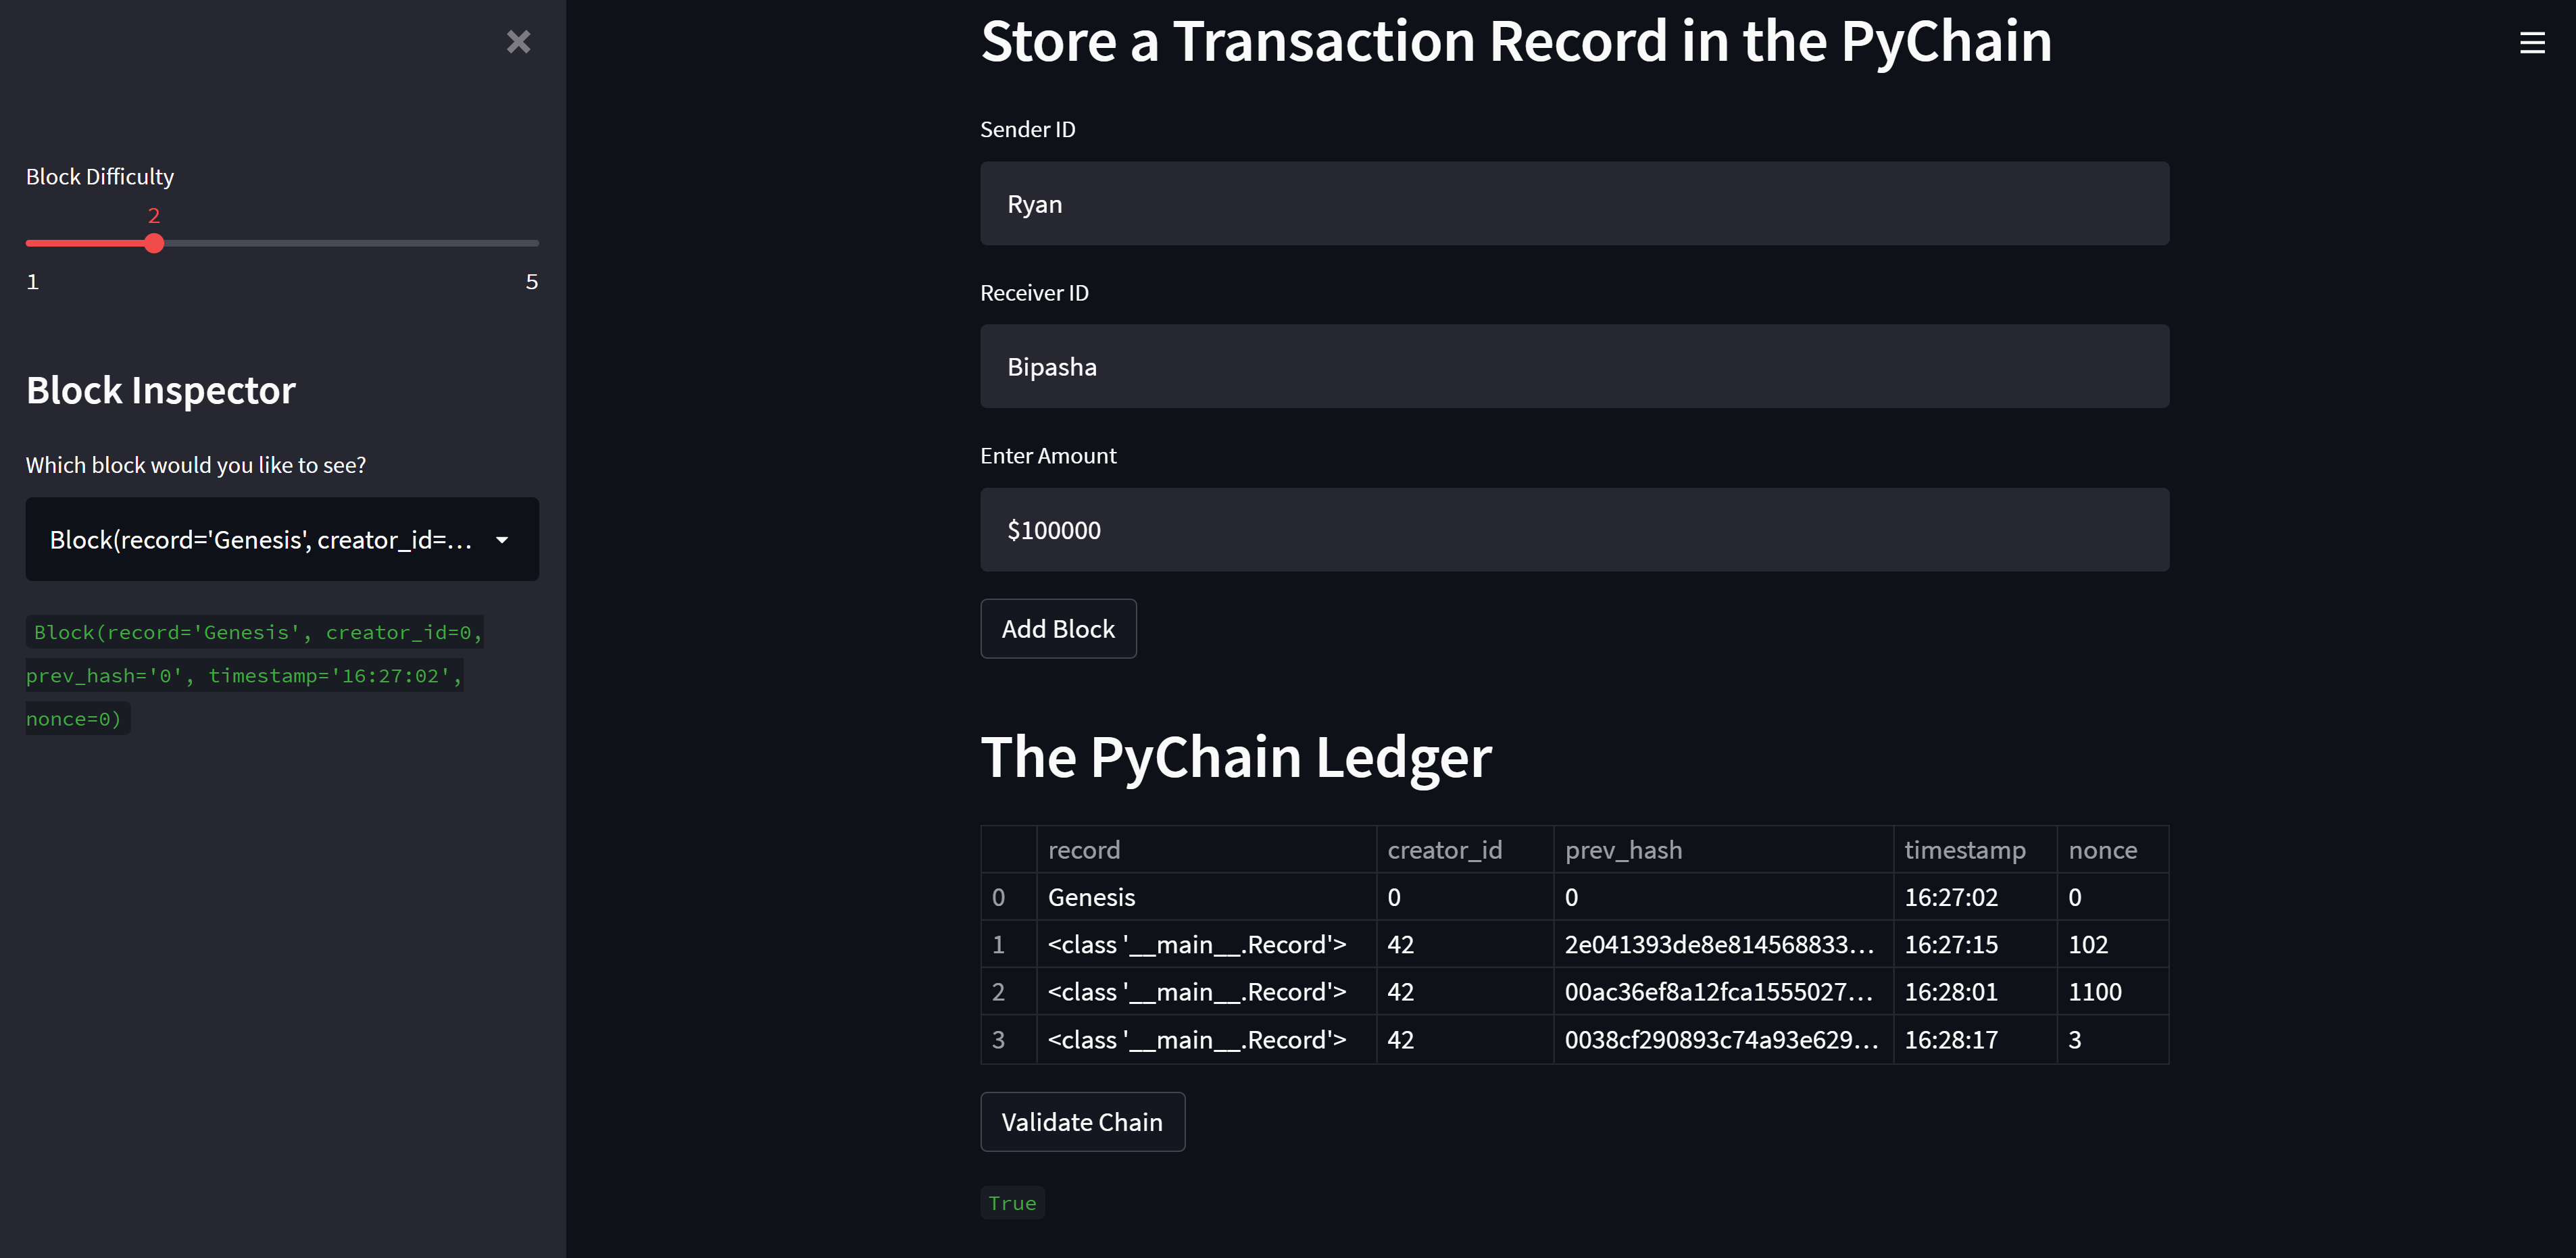 Block Difficulty
2
1 5
Block Inspector
Which block would you like to see?
Block(record='Genesis', creator_id=...
Block(record='Genesis', creator_id=0,
prev_hash='0', timestamp='16:27:02',
nonce=0)
Store a Transaction Record in the PyChain
Sender ID
Ryan
Receiver ID
Bipasha
Enter Amount
$100000
Add Block
The PyChain Ledger
record creator_id prev_hash timestamp nonce
0 Genesis 0 0 16:27:02 0
1 <class '__main__.Record'> 42 2e041393de8e814568833... 16:27:15 102
2 <class '__main__.Record'> 42 00ac36ef8a12fca1555027... 16:28:01 1100
3 <class '__main__.Record'> 42 0038cf290893c74a93e629... 16:28:17 3
Validate Chain
True